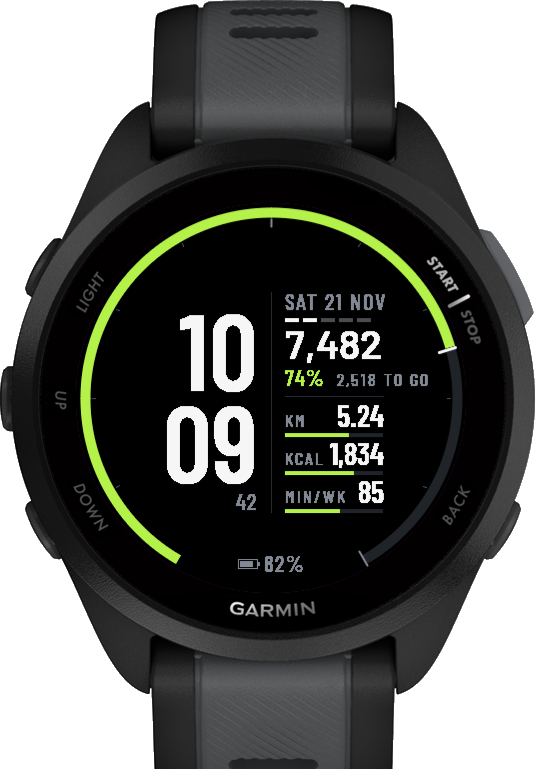 LIGHT
START
STOP
UP
DOWN
BACK
10
09
42
SAT 21 NOV
7,482
74% 2,518 TO GO
KM 5.24
KCAL 1,834
MIN/WK 85
82%
GARMIN